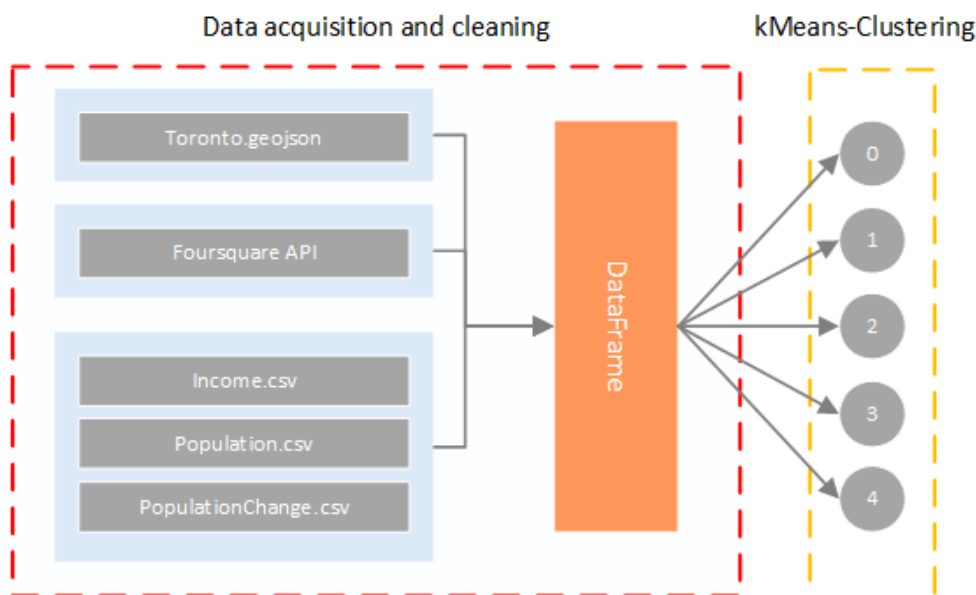 Data acquisition and cleaning
kMeans-Clustering
Toronto.geojson
Foursquare API
Income.csv
Population.csv
PopulationChange.csv
DataFrame
0
1
2
3
4